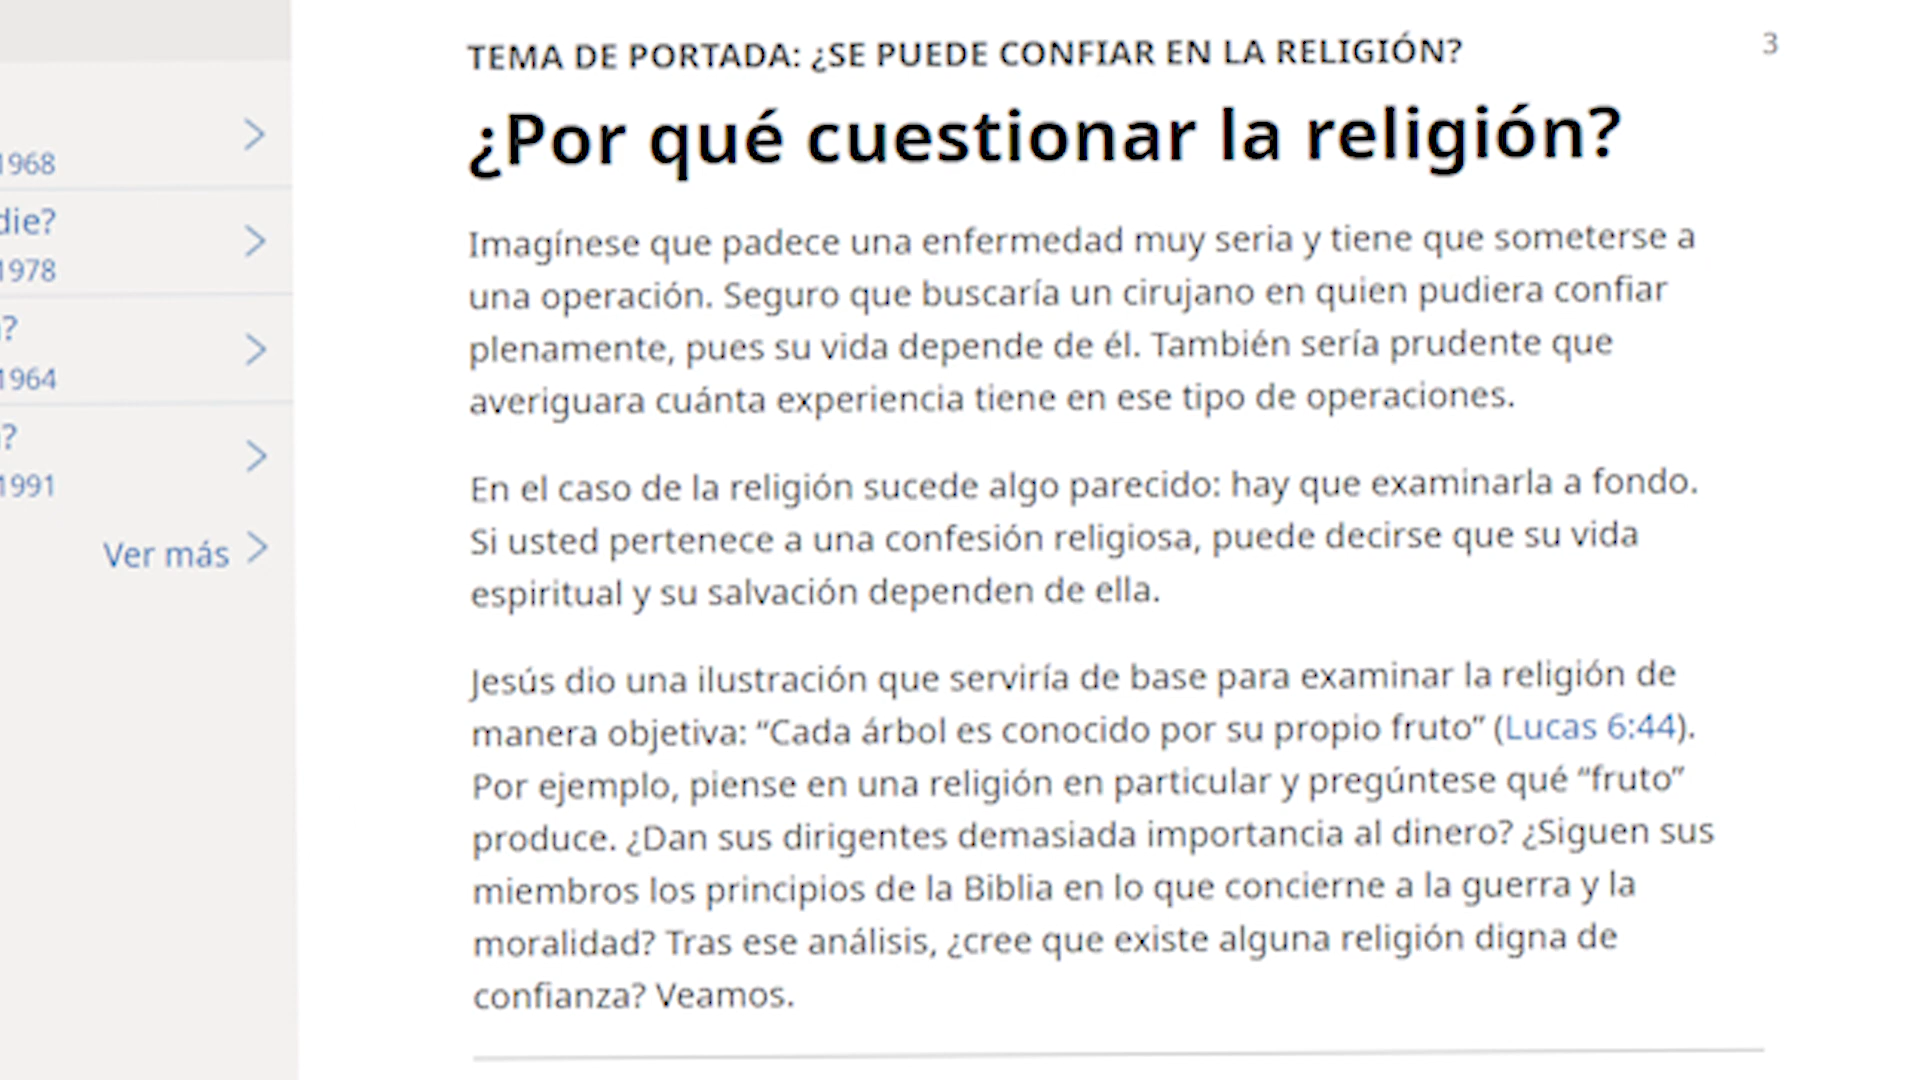 1968
die?
1978
?
1964
?
1991
Ver más
TEMA DE PORTADA: ¿SE PUEDE CONFIAR EN LA RELIGIÓN?
3
¿Por qué cuestionar la religión?
Imagínese que padece una enfermedad muy seria y tiene que someterse a
una operación. Seguro que buscaría un cirujano en quien pudiera confiar
plenamente, pues su vida depende de él. También sería prudente que
averiguara cuánta experiencia tiene en ese tipo de operaciones.
En el caso de la religión sucede algo parecido: hay que examinarla a fondo.
Si usted pertenece a una confesión religiosa, puede decirse que su vida
espiritual y su salvación dependen de ella.
Jesús dio una ilustración que serviría de base para examinar la religión de
manera objetiva: “Cada árbol es conocido por su propio fruto” (Lucas 6:44).
Por ejemplo, piense en una religión en particular y pregúntese qué “fruto”
produce. ¿Dan sus dirigentes demasiada importancia al dinero? ¿Siguen sus
miembros los principios de la Biblia en lo que concierne a la guerra y la
moralidad? Tras ese análisis, ¿cree que existe alguna religión digna de
confianza? Veamos.